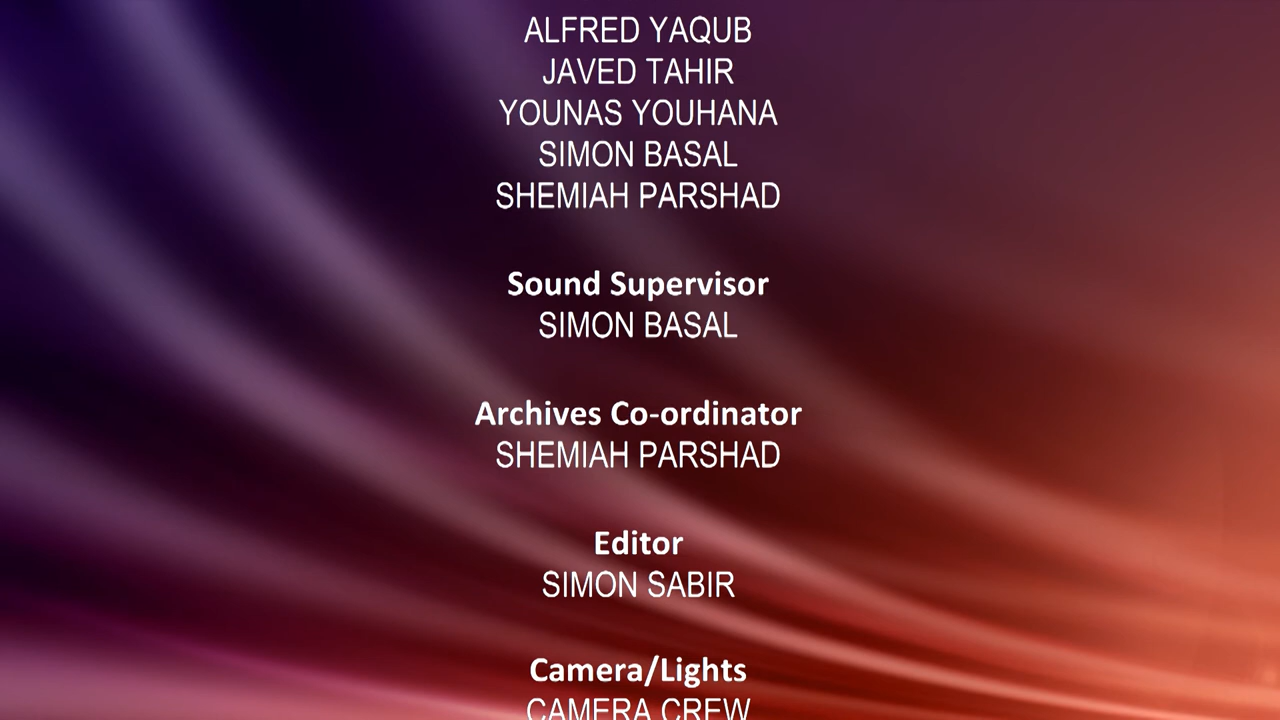 ALFRED YAQUB
JAVED TAHIR
YOUNAS YOUHANA
SIMON BASAL
SHEMIAH PARSHAD
Sound Supervisor
SIMON BASAL
Archives Co-ordinator
SHEMIAH PARSHAD
Editor
SIMON SABIR
Camera/Lights
CAMERA CREW